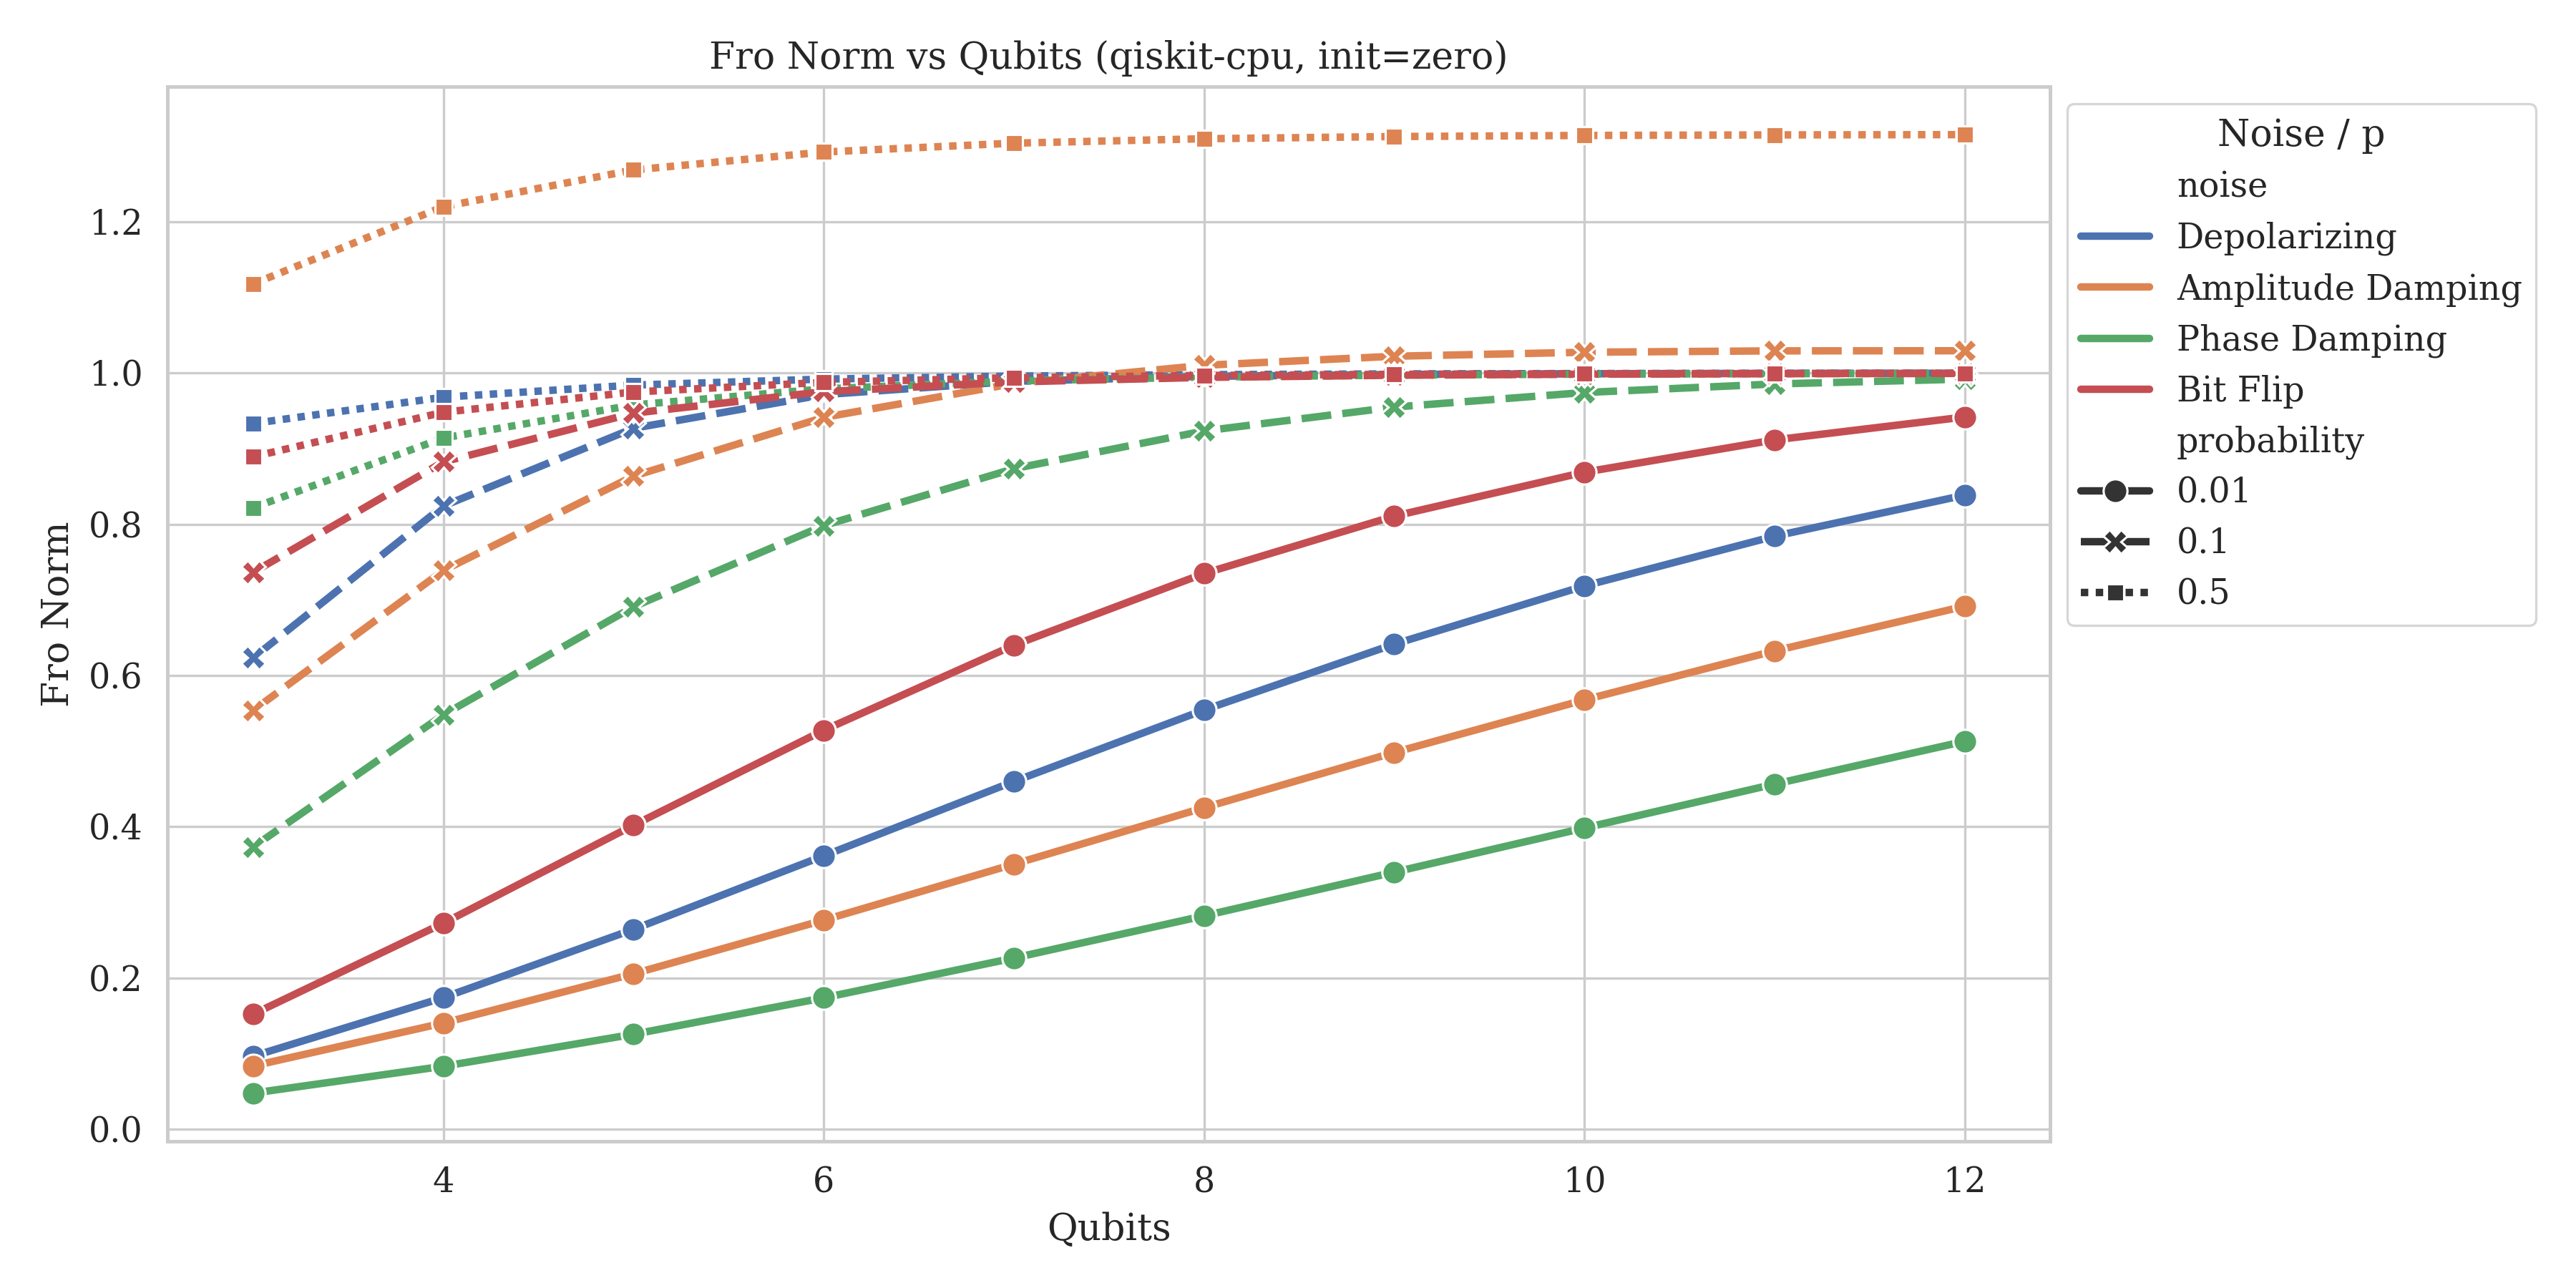 Fro Norm vs Qubits (qiskit-cpu, init=zero)
Fro Norm
1.2
1.0
0.8
0.6
0.4
0.2
0.0
4
6
8
10
12
Qubits
Noise / p
noise
Depolarizing
Amplitude Damping
Phase Damping
Bit Flip
probability
0.01
0.1
0.5